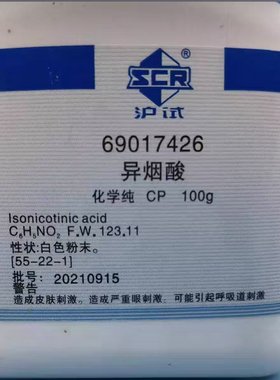 SCR®
沪试
69017426
异烟酸
化学纯 CP 100g
Isonicotinic acid
C₆H₅NO₂ F.W.123.11
性状:白色粉末。
[55-22-1]
批号: 20210915
警告
造成皮肤刺激。造成严重眼刺激。可能引起呼吸道刺激